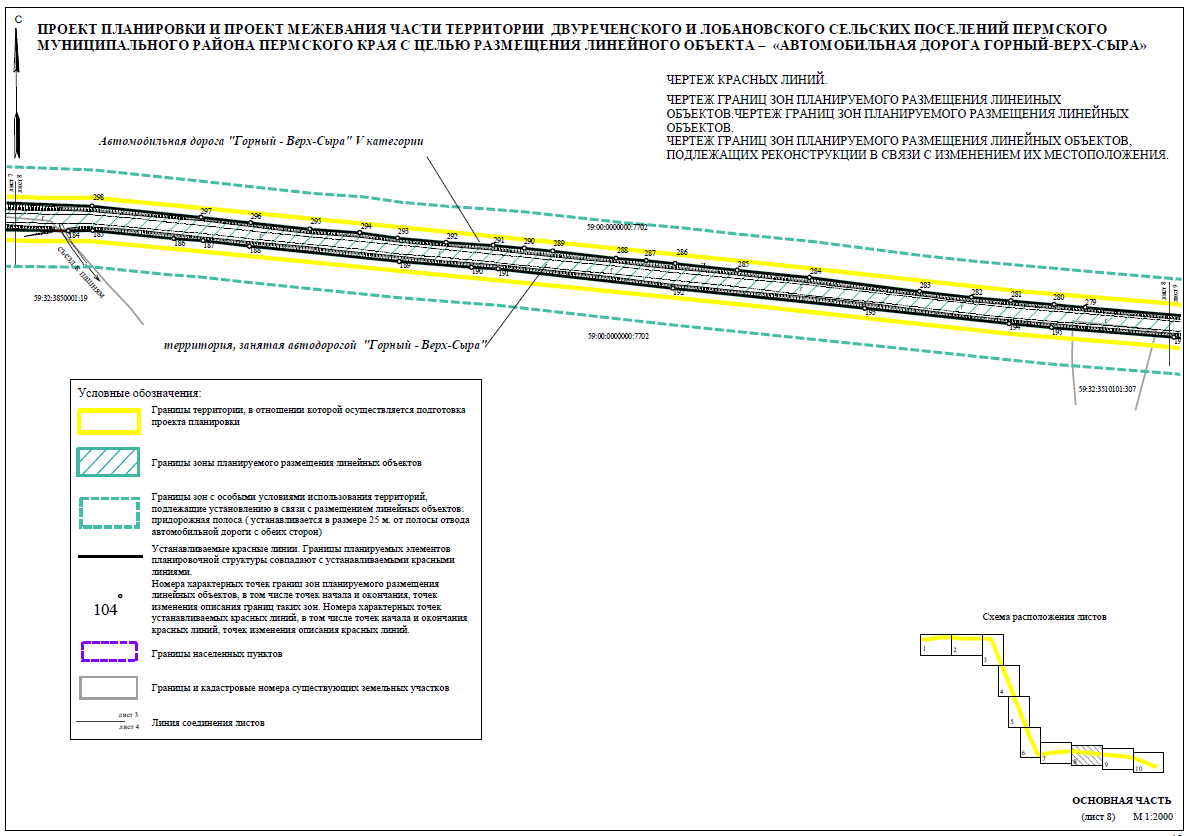 С
ПРОЕКТ ПЛАНИРОВКИ И ПРОЕКТ МЕЖЕВАНИЯ ЧАСТИ ТЕРРИТОРИИ ДВУРЕЧЕНСКОГО И ЛОБАНОВСКОГО СЕЛЬСКИХ ПОСЕЛЕНИЙ ПЕРМСКОГО
МУНИЦИПАЛЬНОГО РАЙОНА ПЕРМСКОГО КРАЯ С ЦЕЛЬЮ РАЗМЕЩЕНИЯ ЛИНЕЙНОГО ОБЪЕКТА – «АВТОМОБИЛЬНАЯ ДОРОГА ГОРНЫЙ-ВЕРХ-СЫРА»
ЧЕРТЕЖ КРАСНЫХ ЛИНИЙ.
ЧЕРТЕЖ ГРАНИЦ ЗОН ПЛАНИРУЕМОГО РАЗМЕЩЕНИЯ ЛИНЕИНЫХ
ОБЪЕКТОВ.ЧЕРТЕЖ ГРАНИЦ ЗОН ПЛАНИРУЕМОГО РАЗМЕЩЕНИЯ ЛИНЕЙНЫХ
ОБЪЕКТОВ.
ЧЕРТЕЖ ГРАНИЦ ЗОН ПЛАНИРУЕМОГО РАЗМЕЩЕНИЯ ЛИНЕЙНЫХ ОБЪЕКТОВ,
ПОДЛЕЖАЩИХ РЕКОНСТРУКЦИИ В СВЯЗИ С ИЗМЕНЕНИЕМ ИХ МЕСТОПОЛОЖЕНИЯ.
Автомобильная дорога "Горный - Верх-Сыра" V категории
лист 7
лист 8
298
297
296
295
294
293
292
291
290
289
288
287
286
285
284
283
282
281
280
279
59:00:0000000:7702
184
185
186
187
188
189
190
191
192
193
194
195
съезд к пашням
59:32:3850001:19
59:00:0000000:7702
59:32:3510101:307
лист 8
лист 9
территория, занятая автодорогой "Горный - Верх-Сыра"
Условные обозначения:
Границы территории, в отношении которой осуществляется подготовка
проекта планировки
Границы зоны планируемого размещения линейных объектов
Границы зон с особыми условиями использования территорий,
подлежащие установлению в связи с размещением линейных объектов:
придорожная полоса ( устанавливается в размере 25 м. от полосы отвода
автомобильной дороги с обеих сторон)
Устанавливаемые красные линии. Границы планируемых элементов
планировочной структуры совпадают с устанавливаемыми красными
линиями.
104
Номера характерных точек границ зон планируемого размещения
линейных объектов, в том числе точек начала и окончания, точек
изменения описания границ таких зон. Номера характерных точек
устанавливаемых красных линий, в том числе точек начала и окончания
красных линий, точек изменения описания красных линий.
Границы населенных пунктов
Границы и кадастровые номера существующих земельных участков
лист 3
лист 4
Линия соединения листов
Схема расположения листов
1
2
3
4
5
6
7
8
9
10
ОСНОВНАЯ ЧАСТЬ
(лист 8) М 1:2000